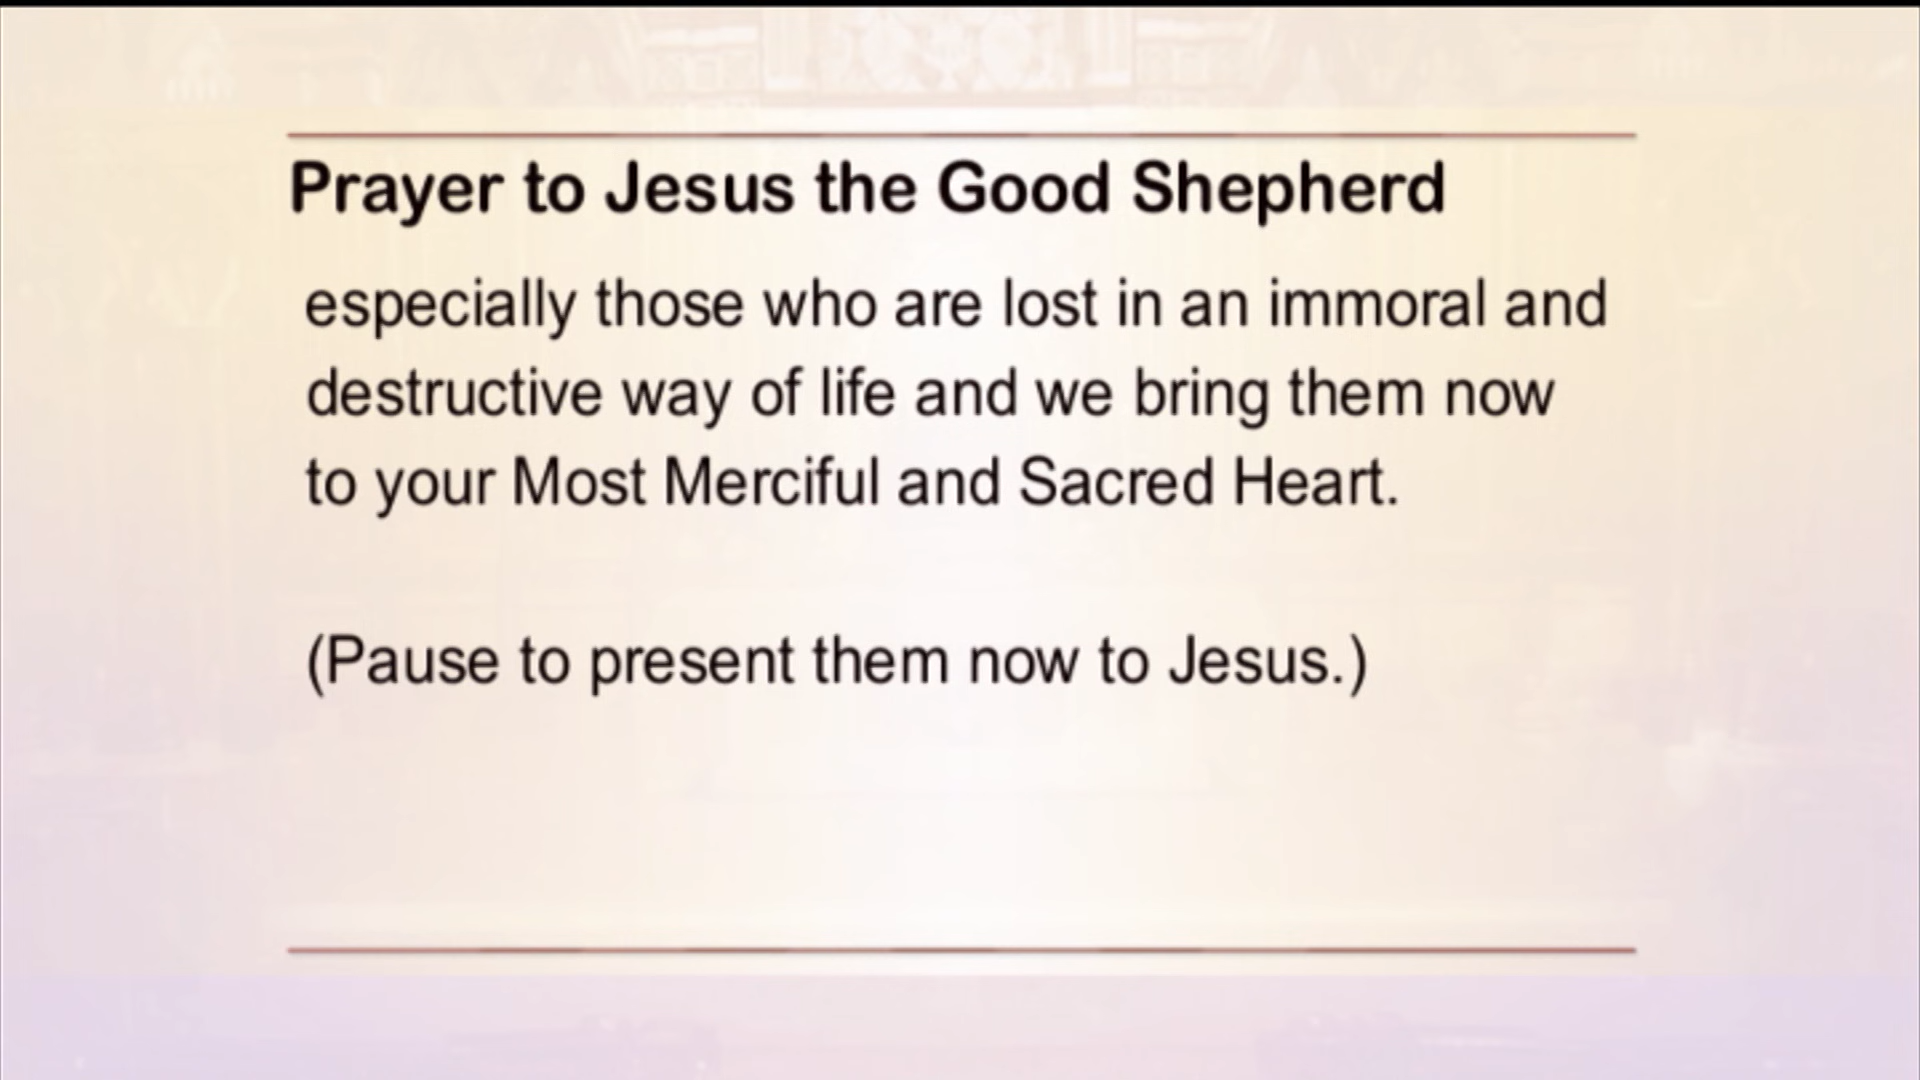 Prayer to Jesus the Good Shepherd
especially those who are lost in an immoral and
destructive way of life and we bring them now
to your Most Merciful and Sacred Heart.
(Pause to present them now to Jesus.)